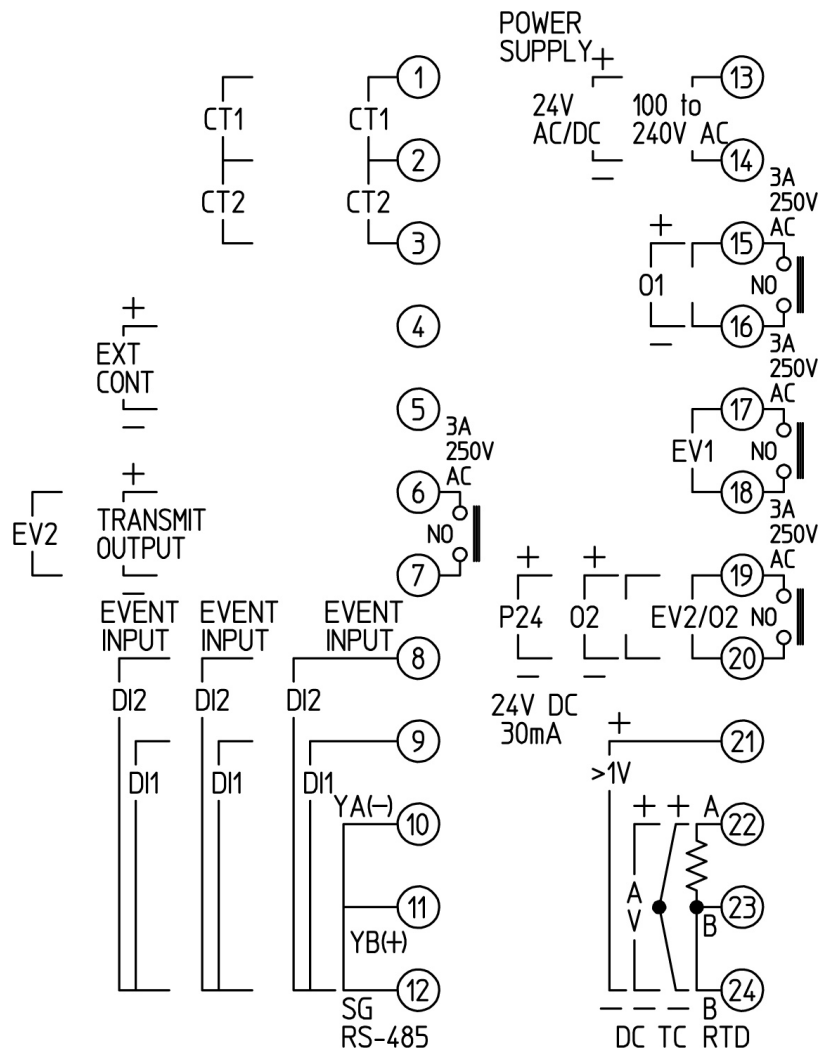 POWER
SUPPLY +
1
13
CT1
CT1
24V
AC/DC
100 to
240V AC
2
−
14
CT2
CT2
3A
250V
AC
3
+
15
O1
NO
+
4
−
16
EXT
CONT
3A
250V
AC
−
5
17
3A
250V
AC
EV1
NO
+
6
18
EV2
TRANSMIT
OUTPUT
NO
3A
250V
AC
−
7
+
+
19
P24
O2
EV2/O2
NO
EVENT
INPUT
EVENT
INPUT
EVENT
INPUT
8
−
−
20
DI2
DI2
DI2
24V DC
30mA
9
+
21
DI1
DI1
DI1
>1V
YA(−)
10
+
+
A
22
11
A
V
B
23
YB(+)
12
−
−
−
B
24
SG
RS-485
DC TC RTD